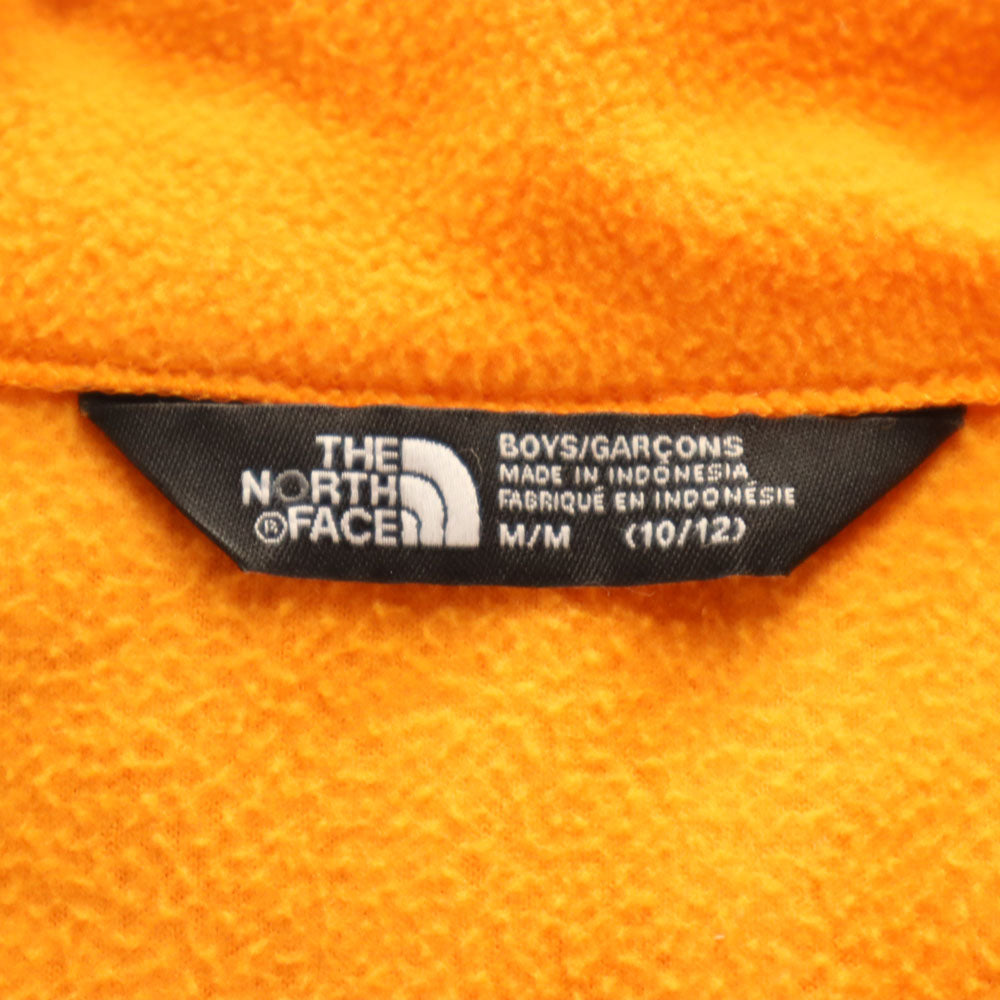 THE
NORTH
®FACE
BOYS/GARÇONS
MADE IN INDONESIA
FABRIQUÉ EN INDONÉSIE
M/M (10/12)